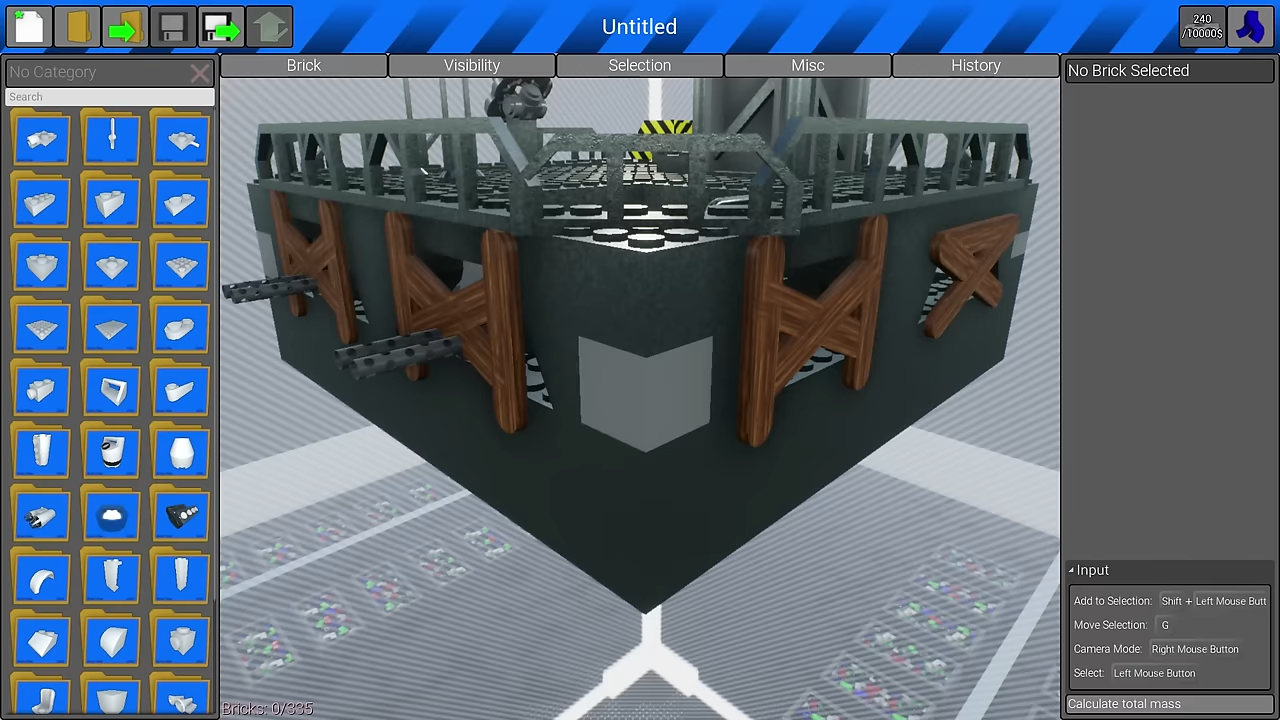 Untitled
240
/10000$
No Category
Search
Brick
Visibility
Selection
Misc
History
No Brick Selected
Input
Add to Selection: Shift + Left Mouse Butt
Move Selection: G
Camera Mode: Right Mouse Button
Select: Left Mouse Button
Calculate total mass
Bricks: 0/335